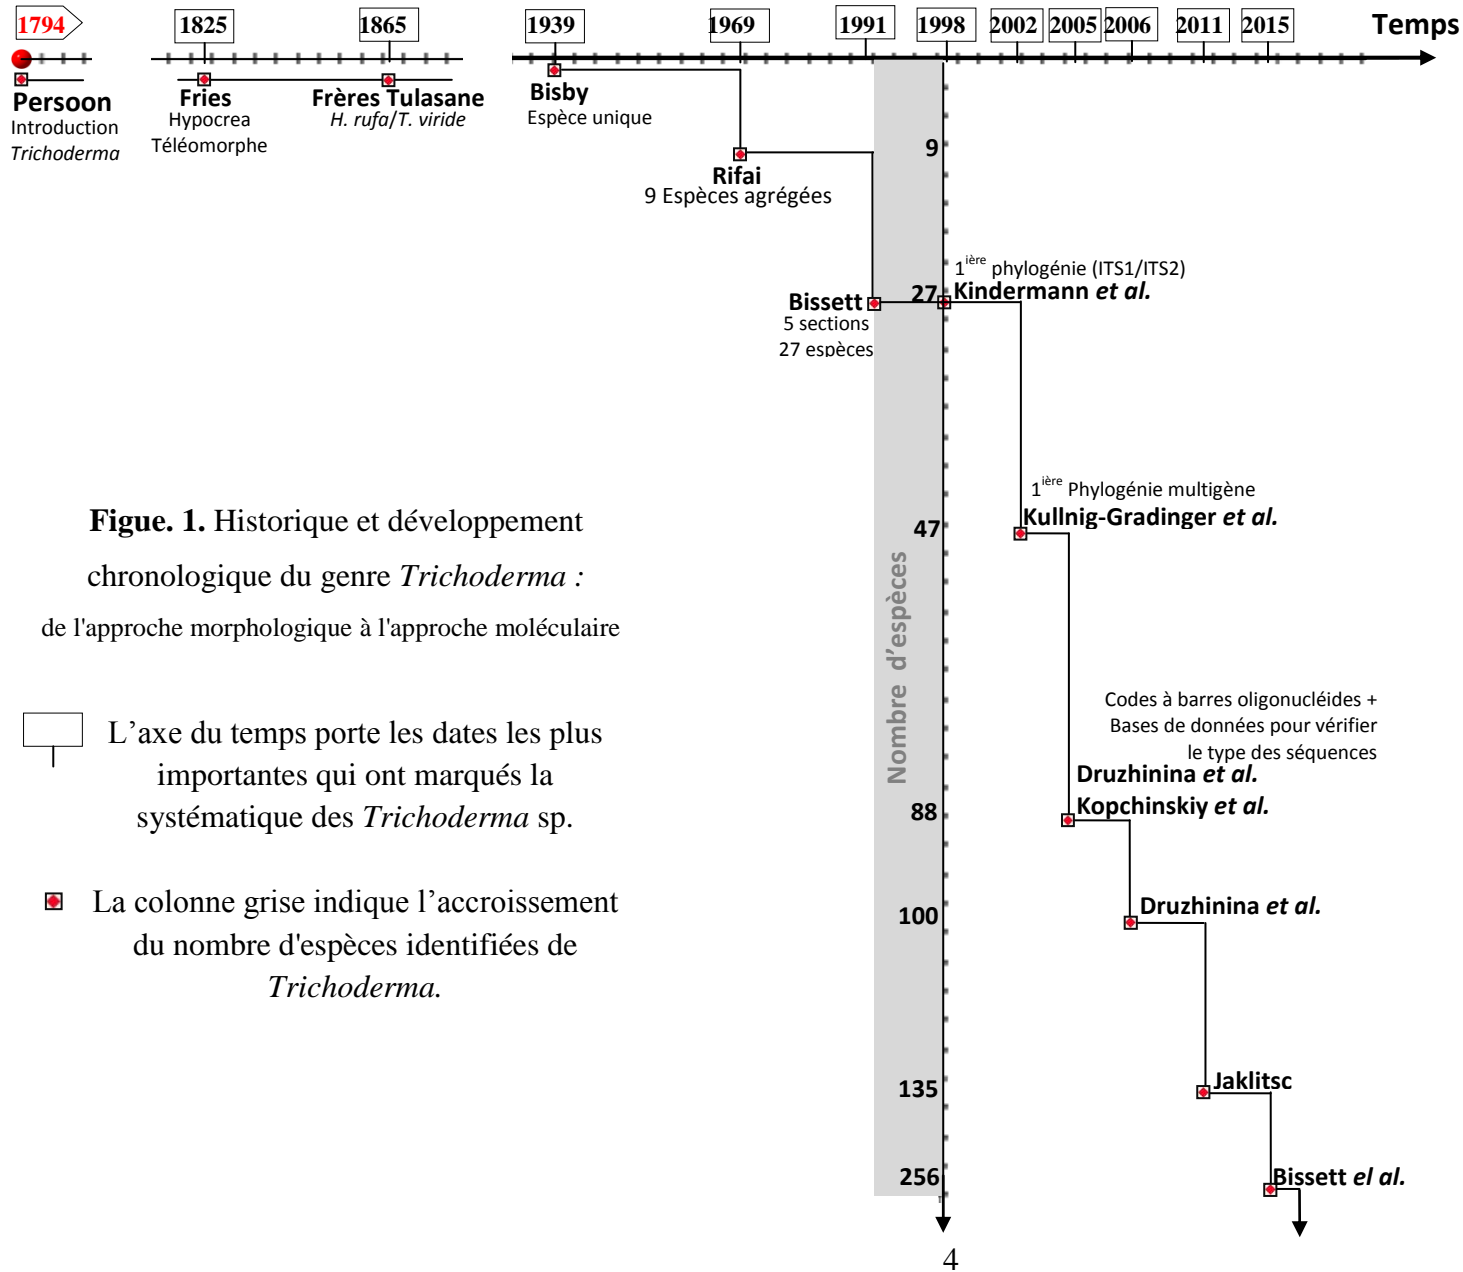 1794 1825 1865 1939 1969 1991 1998 2002 2005 2006 2011 2015 Temps
Persoon
Introduction
Trichoderma
Fries
Hypocrea
Téléomorphe
Frères Tulasane
H. rufa/T. viride
Bisby
Espèce unique
9
Rifai
9 Espèces agrégées
1ière phylogénie (ITS1/ITS2)
27 Kindermann et al.
Bissett
5 sections
27 espèces
1ière Phylogénie multigène
Kullnig-Gradinger et al.
47
Figue. 1. Historique et développement
chronologique du genre Trichoderma :
de l'approche morphologique à l'approche moléculaire
Nombre d'espèces
Codes à barres oligonucléides +
Bases de données pour vérifier
le type des séquences
Druzhinina et al.
Kopchinskiy et al.
88
L’axe du temps porte les dates les plus
importantes qui ont marqués la
systématique des Trichoderma sp.
La colonne grise indique l’accroissement
du nombre d'espèces identifiées de
Trichoderma.
100
Druzhinina et al.
135
Jaklitsc
256
Bissett el al.
4